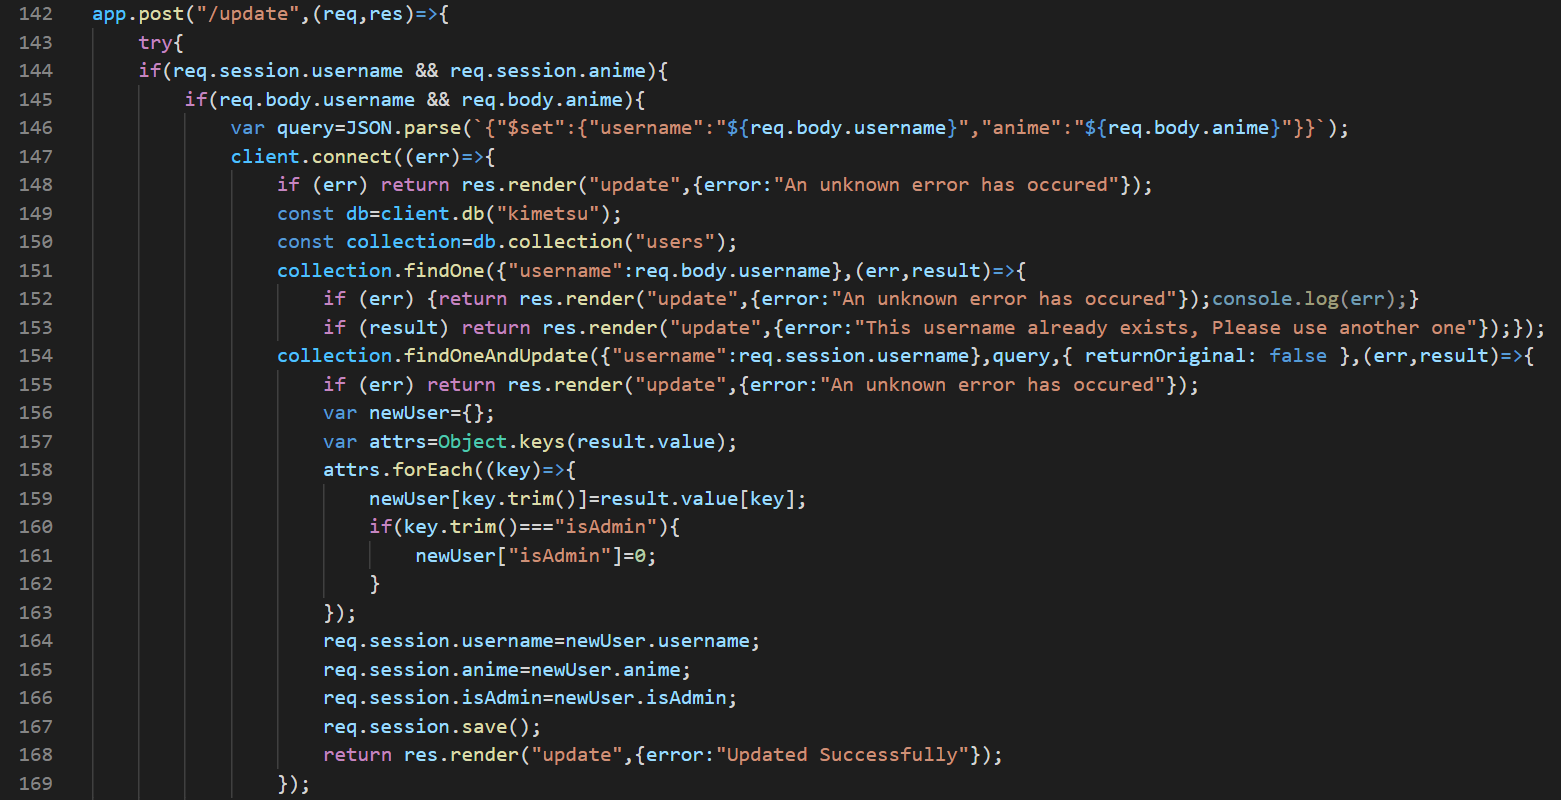 142 app.post("/update",(req,res)=>{
143 try{
144 if(req.session.username && req.session.anime){
145 if(req.body.username && req.body.anime){
146 var query=JSON.parse(`{"$set":{"username":"${req.body.username}","anime":"${req.body.anime}"}}`);
147 client.connect((err)=>{
148 if (err) return res.render("update",{error:"An unknown error has occured"});
149 const db=client.db("kimetsu");
150 const collection=db.collection("users");
151 collection.findOne({"username":req.body.username},(err,result)=>{
152 if (err) {return res.render("update",{error:"An unknown error has occured"});console.log(err);}
153 if (result) return res.render("update",{error:"This username already exists, Please use another one"});});
154 collection.findOneAndUpdate({"username":req.session.username},query,{ returnOriginal: false },(err,result)=>{
155 if (err) return res.render("update",{error:"An unknown error has occured"});
156 var newUser={};
157 var attrs=Object.keys(result.value);
158 attrs.forEach((key)=>{
159 newUser[key.trim()]=result.value[key];
160 if(key.trim()==="isAdmin"){
161 newUser["isAdmin"]=0;
162 }
163 });
164 req.session.username=newUser.username;
165 req.session.anime=newUser.anime;
166 req.session.isAdmin=newUser.isAdmin;
167 req.session.save();
168 return res.render("update",{error:"Updated Successfully"});
169 });